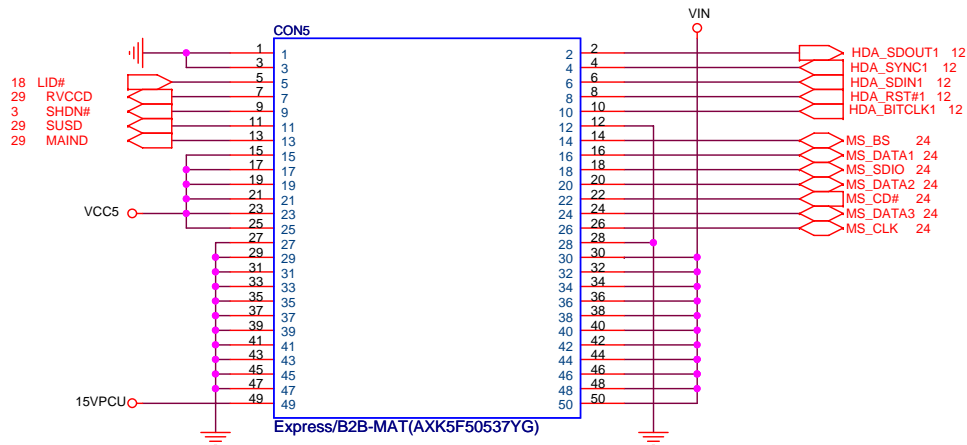 VIN
CON5
1 1 2 2 HDA_SDOUT1 12
3 3 4 4 HDA_SYNC1 12
18 LID# 5 5 6 6 HDA_SDIN1 12
29 RVCCD 7 7 8 8 HDA_RST#1 12
3 SHDN# 9 9 10 10 HDA_BITCLK1 12
29 SUSD 11 11 12 12
29 MAIND 13 13 14 14 MS_BS 24
15 15 16 16 MS_DATA1 24
17 17 18 18 MS_SDIO 24
19 19 20 20 MS_DATA2 24
21 21 22 22 MS_CD# 24
VCC5 23 23 24 24 MS_DATA3 24
25 25 26 26 MS_CLK 24
27 27 28 28
29 29 30 30
31 31 32 32
33 33 34 34
35 35 36 36
37 37 38 38
39 39 40 40
41 41 42 42
43 43 44 44
45 45 46 46
47 47 48 48
15VPCU 49 49 50 50
Express/B2B-MAT(AXK5F50537YG)